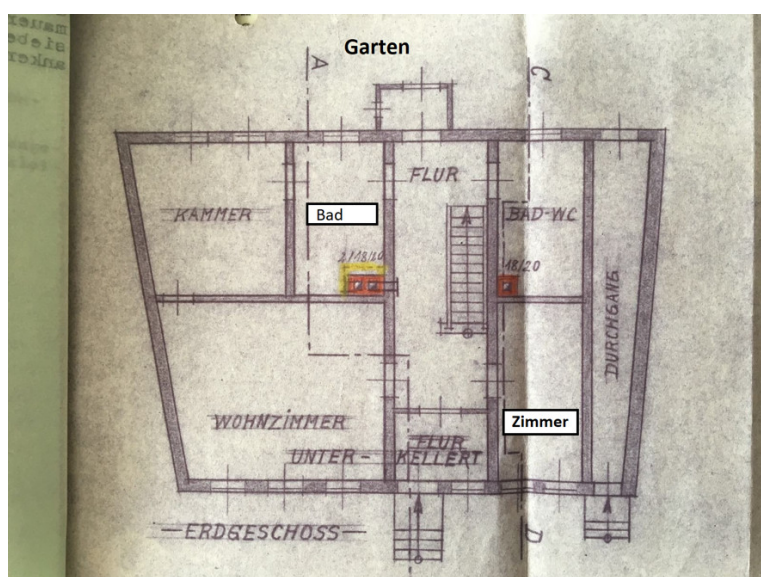 Garten
A
C
FLUR
KAMMER
Bad
BAD-WC
2/18/20
18/20
DURCHGANG
WOHNZIMMER
Zimmer
FLUR
UNTER-KELLERT
-ERDGESCHOSS-
D